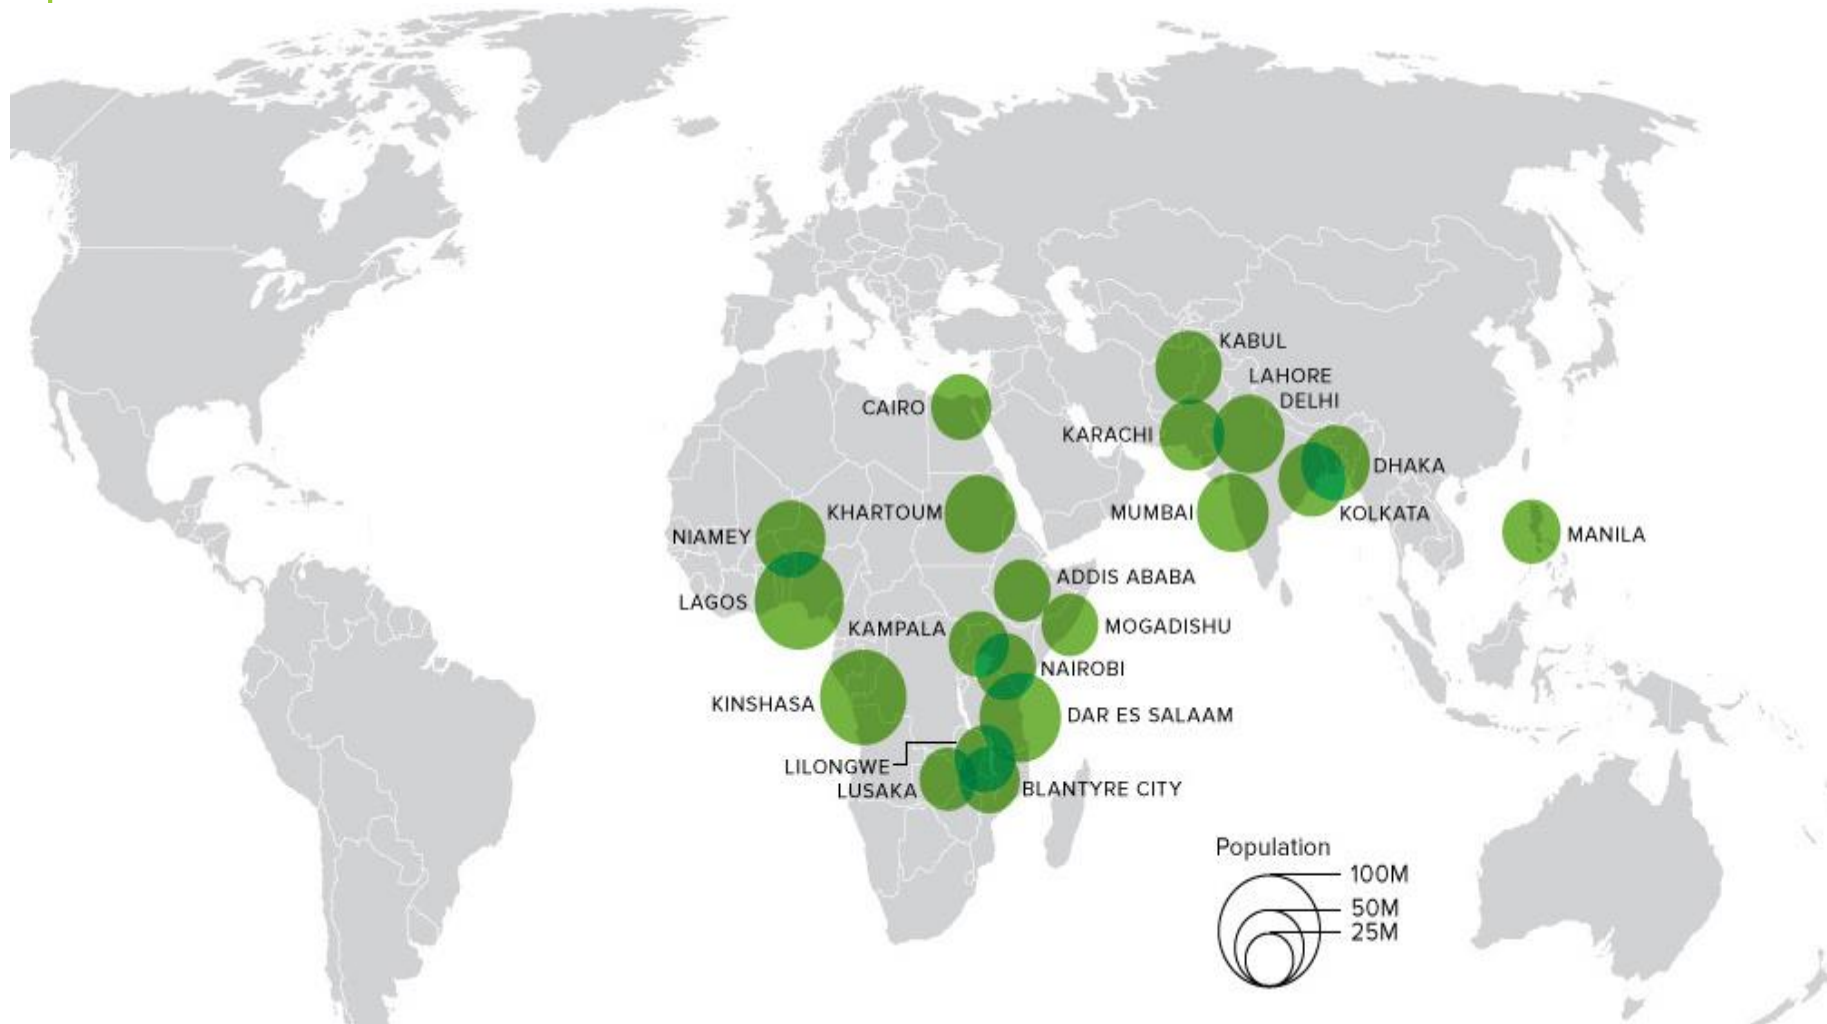 KABUL
LAHORE
DELHI
CAIRO
KARACHI
DHAKA
KHARTOUM
MUMBAI
KOLKATA
NIAMEY
MANILA
ADDIS ABABA
LAGOS
KAMPALA
MOGADISHU
NAIROBI
KINSHASA
DAR ES SALAAM
LILONGWE
LUSAKA
BLANTYRE CITY
Population
100M
50M
25M